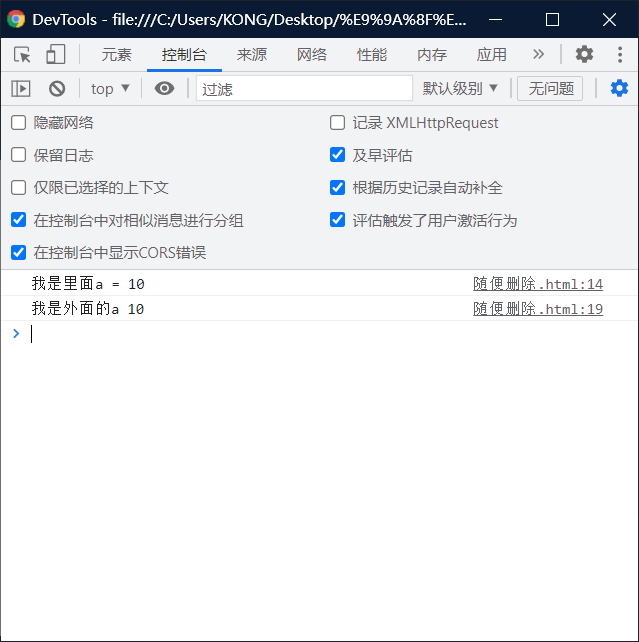 DevTools - file:///C:/Users/KONG/Desktop/%E9%9A%8F%E...
元素 控制台 来源 网络 性能 内存 应用 »
top ▼ 过滤 默认级别 ▼ 无问题
隐藏网络 记录 XMLHttpRequest
保留日志 及早评估
仅限已选择的上下文 根据历史记录自动补全
在控制台中对相似消息进行分组 评估触发了用户激活行为
在控制台中显示CORS错误
我是里面a = 10 随便删除.html:14
我是外面的a 10 随便删除.html:19
>